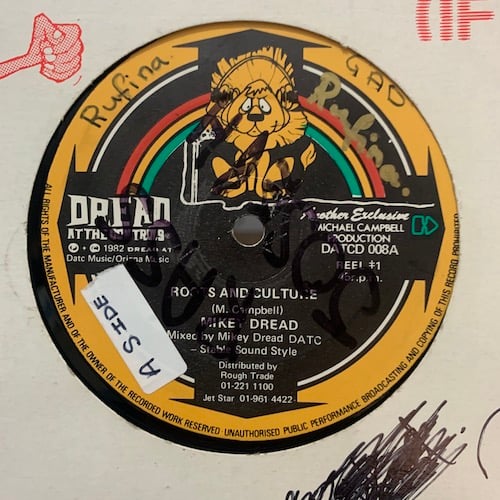 Rufina
GAD
Rufina.
DREAD
AT THE CONTROLS
℗ • © 1982 DREAD AT
Datc Music/Orissa Music
Another Exclusive
MICHAEL CAMPBELL
PRODUCTION
DATCD 008A
REEL #1
45r.p.m.
A SIDE
ROOTS AND CULTURE
(M. Campbell)
MIKEY DREAD
Mixed by Mikey Dread DATC
– Stable Sound Style
Distributed by
Rough Trade
01-221 1100
Jet Star 01-961 4422
ALL RIGHTS OF THE MANUFACTURER AND OF THE OWNER OF THE RECORDED WORK RESERVED · UNAUTHORISED PUBLIC PERFORMANCE BROADCASTING AND COPYING OF THIS RECORD PROHIBITED